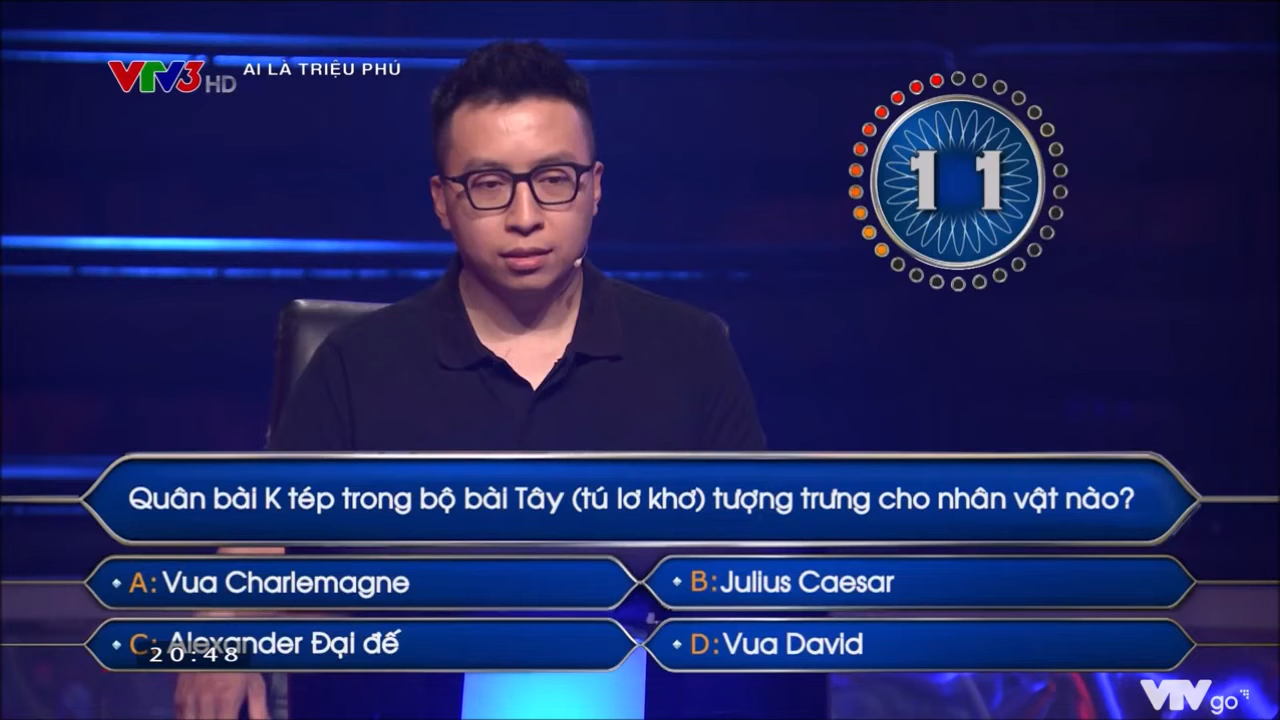 VTV3 HD
AI LÀ TRIỆU PHÚ
11
Quân bài K tép trong bộ bài Tây (tú lơ khơ) tượng trưng cho nhân vật nào?
A: Vua Charlemagne
B: Julius Caesar
C: Alexander Đại đế
D: Vua David
20:48
VTV go